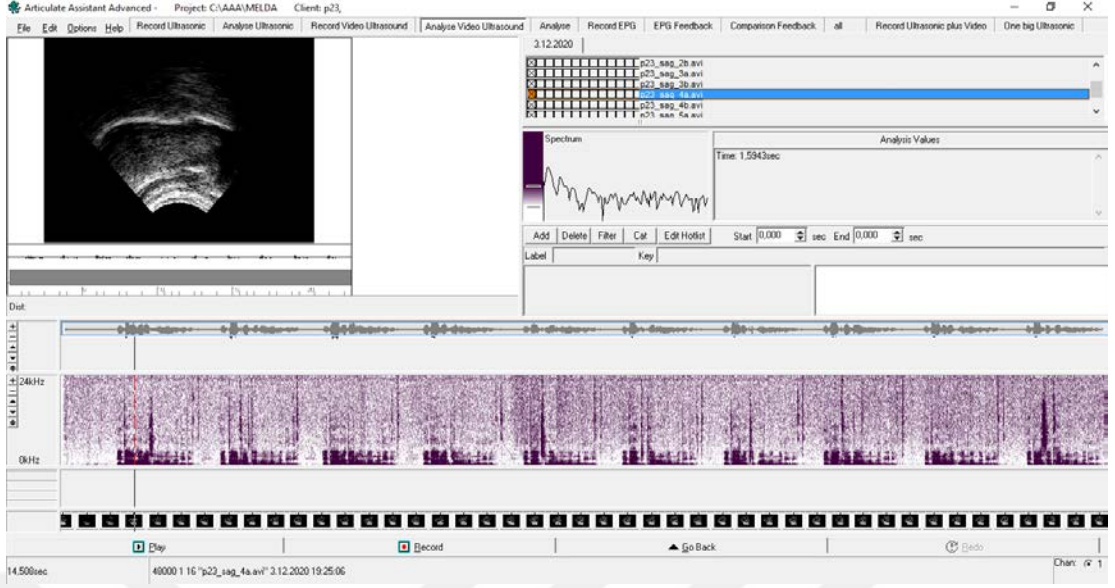 Articulate Assistant Advanced - Project: C:\AAA\MELDA Client: p23,
File Edit Options Help Record Ultrasonic Analyse Ultrasonic Record Video Ultrasound Analyse Video Ultrasound Analyse Record EPG EPG Feedback Comparison Feedback all Record Ultrasonic plus Video One big Ultrasonic
3.12.2020
p23_sag_2b.avi
p23_sag_3a.avi
p23_sag_3b.avi
p23_sag_4a.avi
p23_sag_4b.avi
p23_sag_5a.avi
Spectrum
Analysis Values
Time: 1,5943sec
Add Delete Filter Cat Edit Hotlist Start 0,000 sec End 0,000 sec
Label Key
Dist:
24kHz
0kHz
Play Record Go Back Redo
Chan: 1
14,508sec 48000 1 16 "p23_sag_4a.avi" 3.12.2020 19:25:06